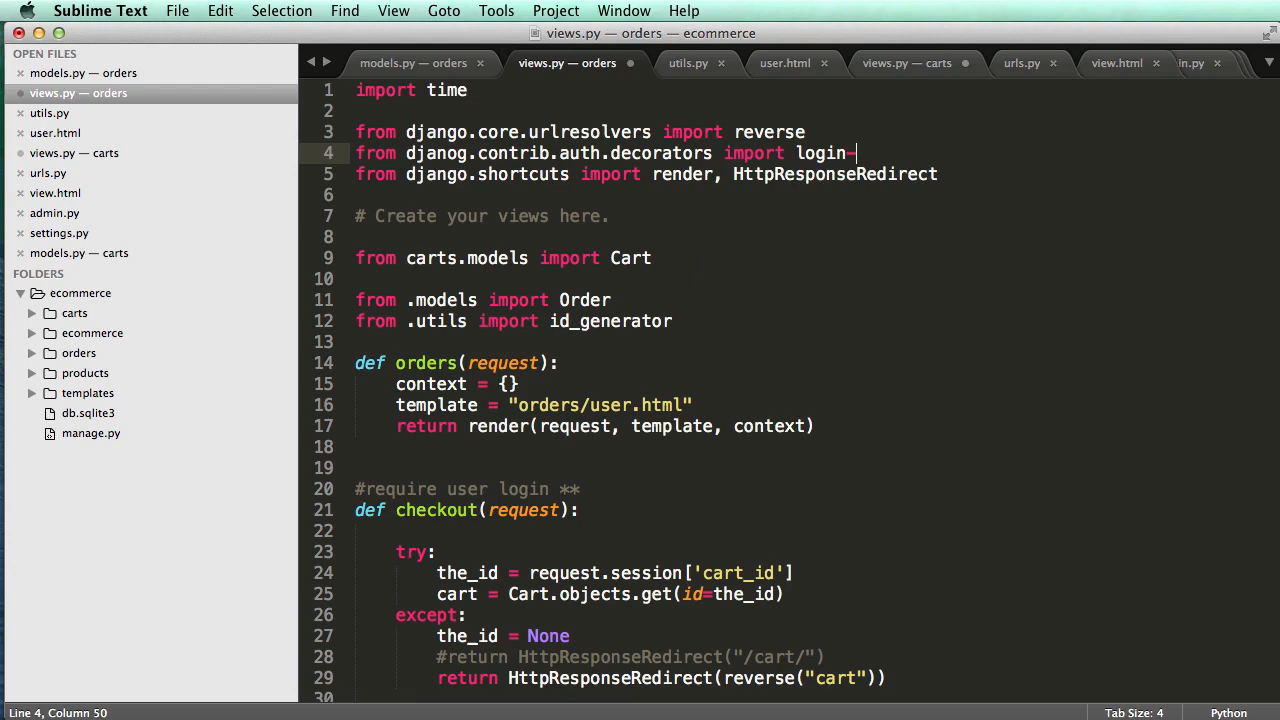 Sublime Text File Edit Selection Find View Goto Tools Project Window Help
views.py — orders — ecommerce
OPEN FILES
models.py — orders
views.py — orders
utils.py
user.html
views.py — carts
urls.py
view.html
admin.py
settings.py
models.py — carts
FOLDERS
ecommerce
carts
ecommerce
orders
products
templates
db.sqlite3
manage.py
models.py — orders views.py — orders utils.py user.html views.py — carts urls.py view.html in.py
1 import time
2
3 from django.core.urlresolvers import reverse
4 from djanog.contrib.auth.decorators import login-
5 from django.shortcuts import render, HttpResponseRedirect
6
7 # Create your views here.
8
9 from carts.models import Cart
10
11 from .models import Order
12 from .utils import id_generator
13
14 def orders(request):
15 context = {}
16 template = "orders/user.html"
17 return render(request, template, context)
18
19
20 #require user login **
21 def checkout(request):
22
23 try:
24 the_id = request.session['cart_id']
25 cart = Cart.objects.get(id=the_id)
26 except:
27 the_id = None
28 #return HttpResponseRedirect("/cart/")
29 return HttpResponseRedirect(reverse("cart"))
30
Line 4, Column 50 Tab Size: 4 Python